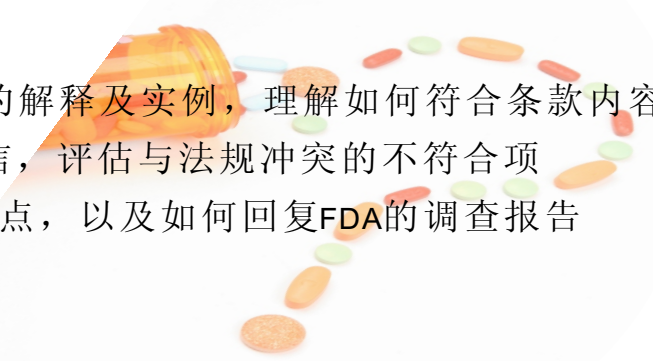 的解释及实例，理解如何符合条款内容
，评估与法规冲突的不符合项
点，以及如何回复FDA的调查报告